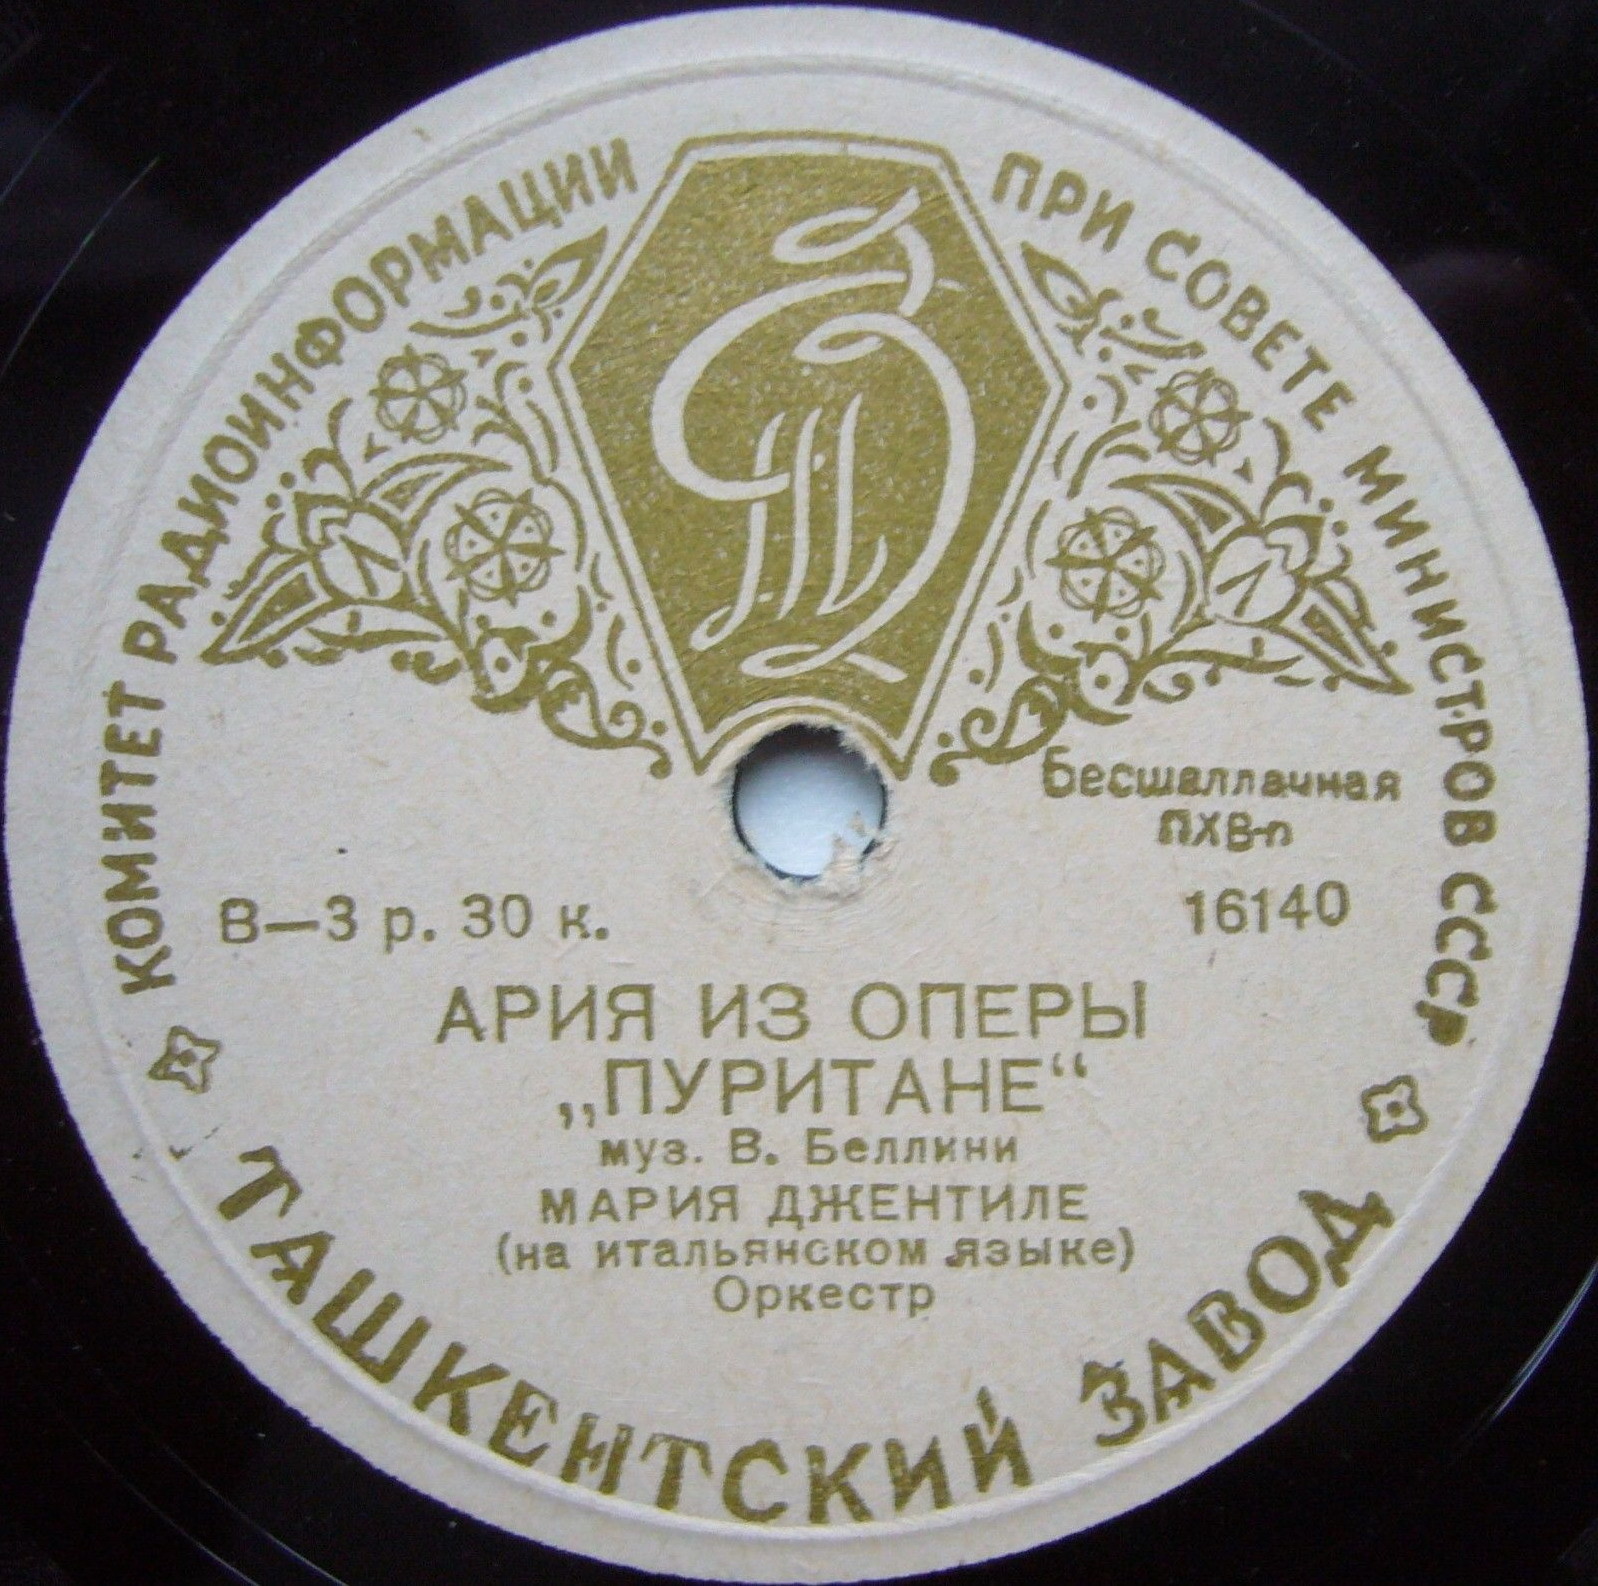 КОМИТЕТ РАДИОИНФОРМАЦИИ ПРИ СОВЕТЕ МИНИСТРОВ СССР
Бесшеллачная
ПХВ-п
В—3 р. 30 к.
16140
АРИЯ ИЗ ОПЕРЫ
„ПУРИТАНЕ“
муз. В. Беллини
МАРИЯ ДЖЕНТИЛЕ
(на итальянском языке)
Оркестр
ТАШКЕНТСКИЙ ЗАВОД